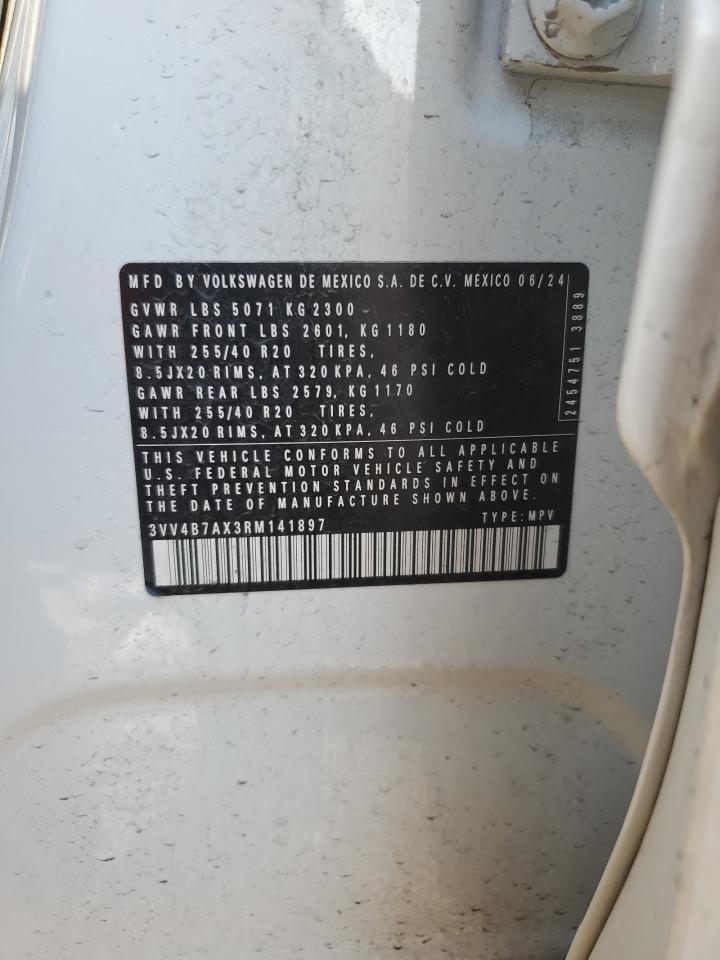 MFD BY VOLKSWAGEN DE MEXICO S.A. DE C.V. MEXICO 06/24
GVWR LBS 5071 KG 2300
GAWR FRONT LBS 2601, KG 1180
WITH 255/40 R20 TIRES,
8.5JX20 RIMS, AT 320 KPA, 46 PSI COLD
GAWR REAR LBS 2579, KG 1170
WITH 255/40 R20 TIRES,
8.5JX20 RIMS, AT 320 KPA, 46 PSI COLD
2454751 3889
THIS VEHICLE CONFORMS TO ALL APPLICABLE
U.S. FEDERAL MOTOR VEHICLE SAFETY AND
THEFT PREVENTION STANDARDS IN EFFECT ON
THE DATE OF MANUFACTURE SHOWN ABOVE.
3VV4B7AX3RM141897 TYPE: MPV